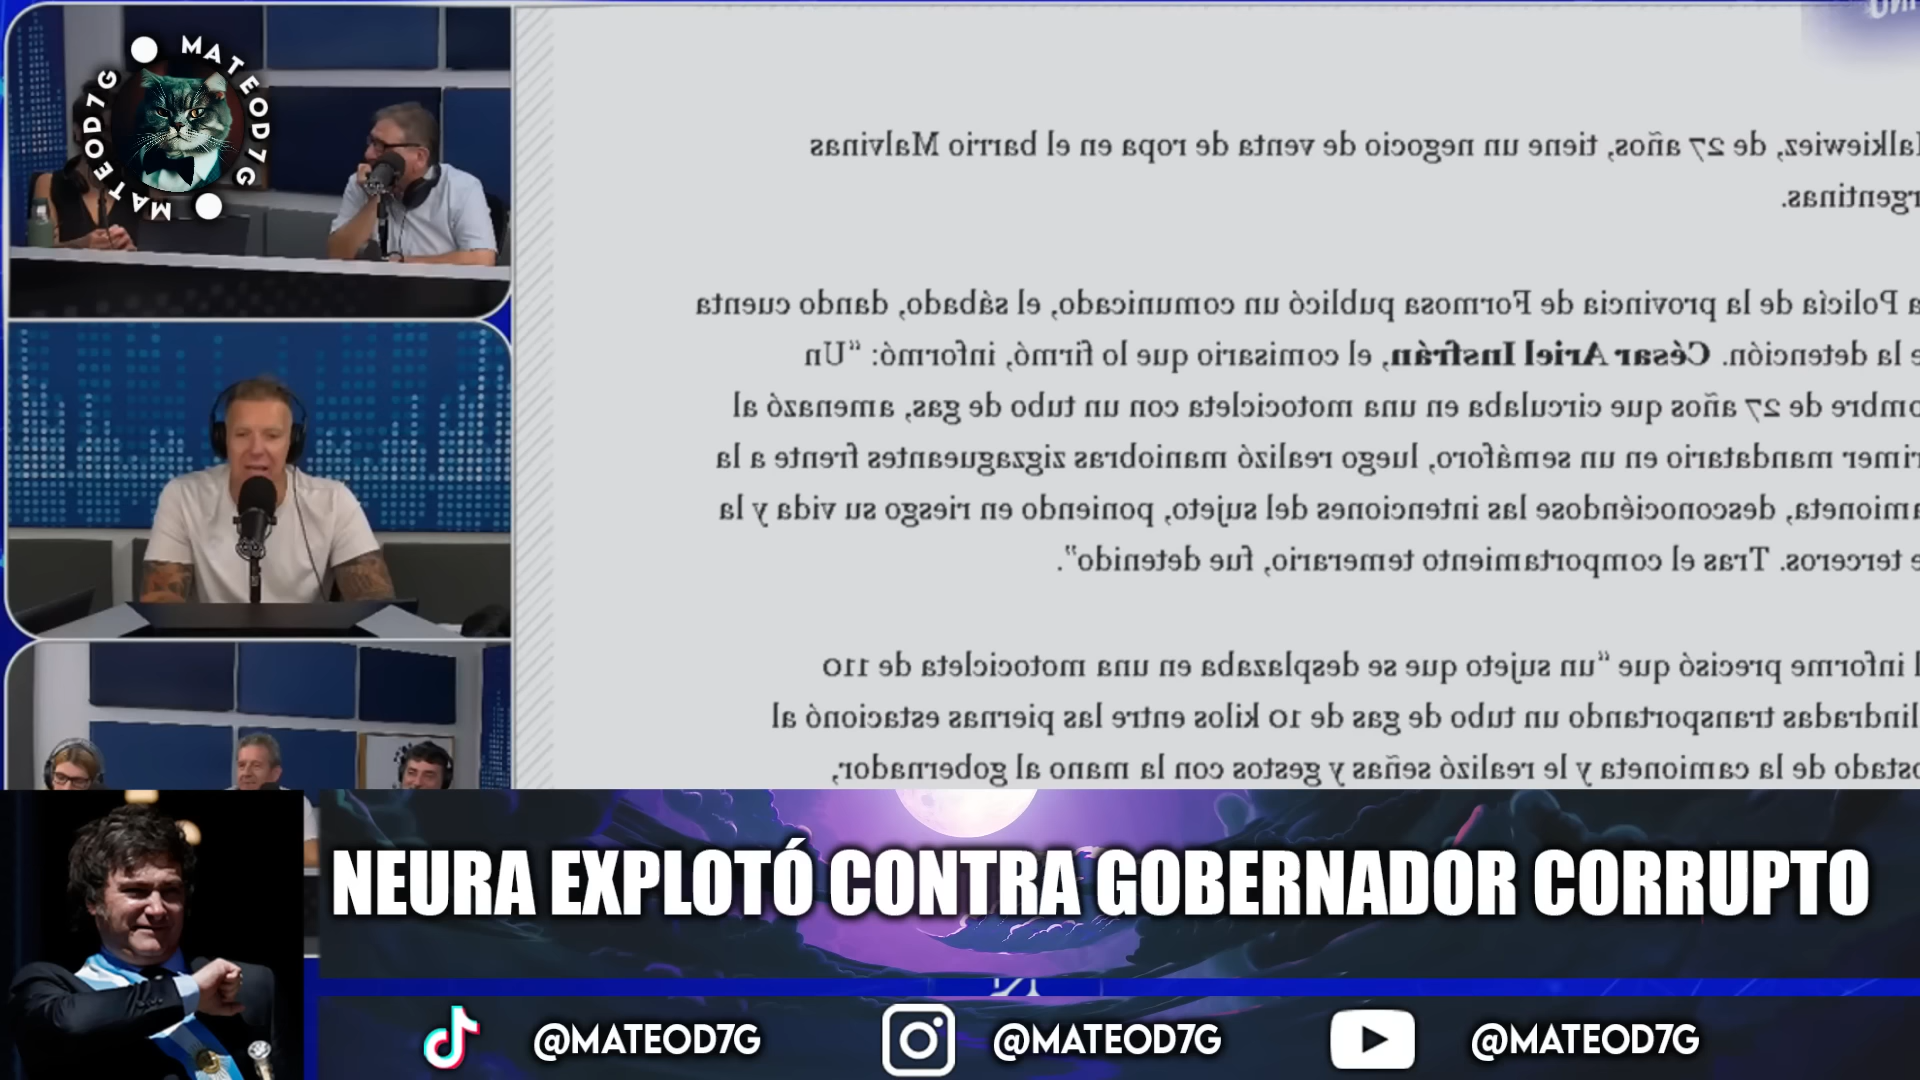 MATEOD7G
MATEOD7G
alkiewiez, de 27 años, tiene un negocio de venta de ropa en el barrio Malvinas
rgentinas.
a Policía de la provincia de Formosa publicó un comunicado, el sábado, dando cuenta
e la detención. César Ariel Insfrán, el comisario que lo firmó, informó: “Un
ombre de 27 años que circulaba en una motocicleta con un tubo de gas, amenazó al
rimer mandatario en un semáforo, luego realizó maniobras zigzagueantes frente a la
amioneta, desconociéndose las intenciones del sujeto, poniendo en riesgo su vida y la
e terceros. Tras el comportamiento temerario, fue detenido”.
l informe precisó que “un sujeto que se desplazaba en una motocicleta de 110
lindradas transportando un tubo de gas de 10 kilos entre las piernas estacionó al
ostado de la camioneta y le realizó señas y gestos con la mano al gobernador,
NEURA EXPLOTÓ CONTRA GOBERNADOR CORRUPTO
@MATEOD7G @MATEOD7G @MATEOD7G